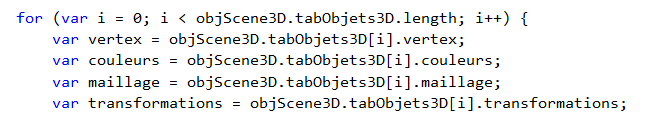 for (var i = 0; i < objScene3D.tabObjets3D.length; i++) {
    var vertex = objScene3D.tabObjets3D[i].vertex;
    var couleurs = objScene3D.tabObjets3D[i].couleurs;
    var maillage = objScene3D.tabObjets3D[i].maillage;
    var transformations = objScene3D.tabObjets3D[i].transformations;